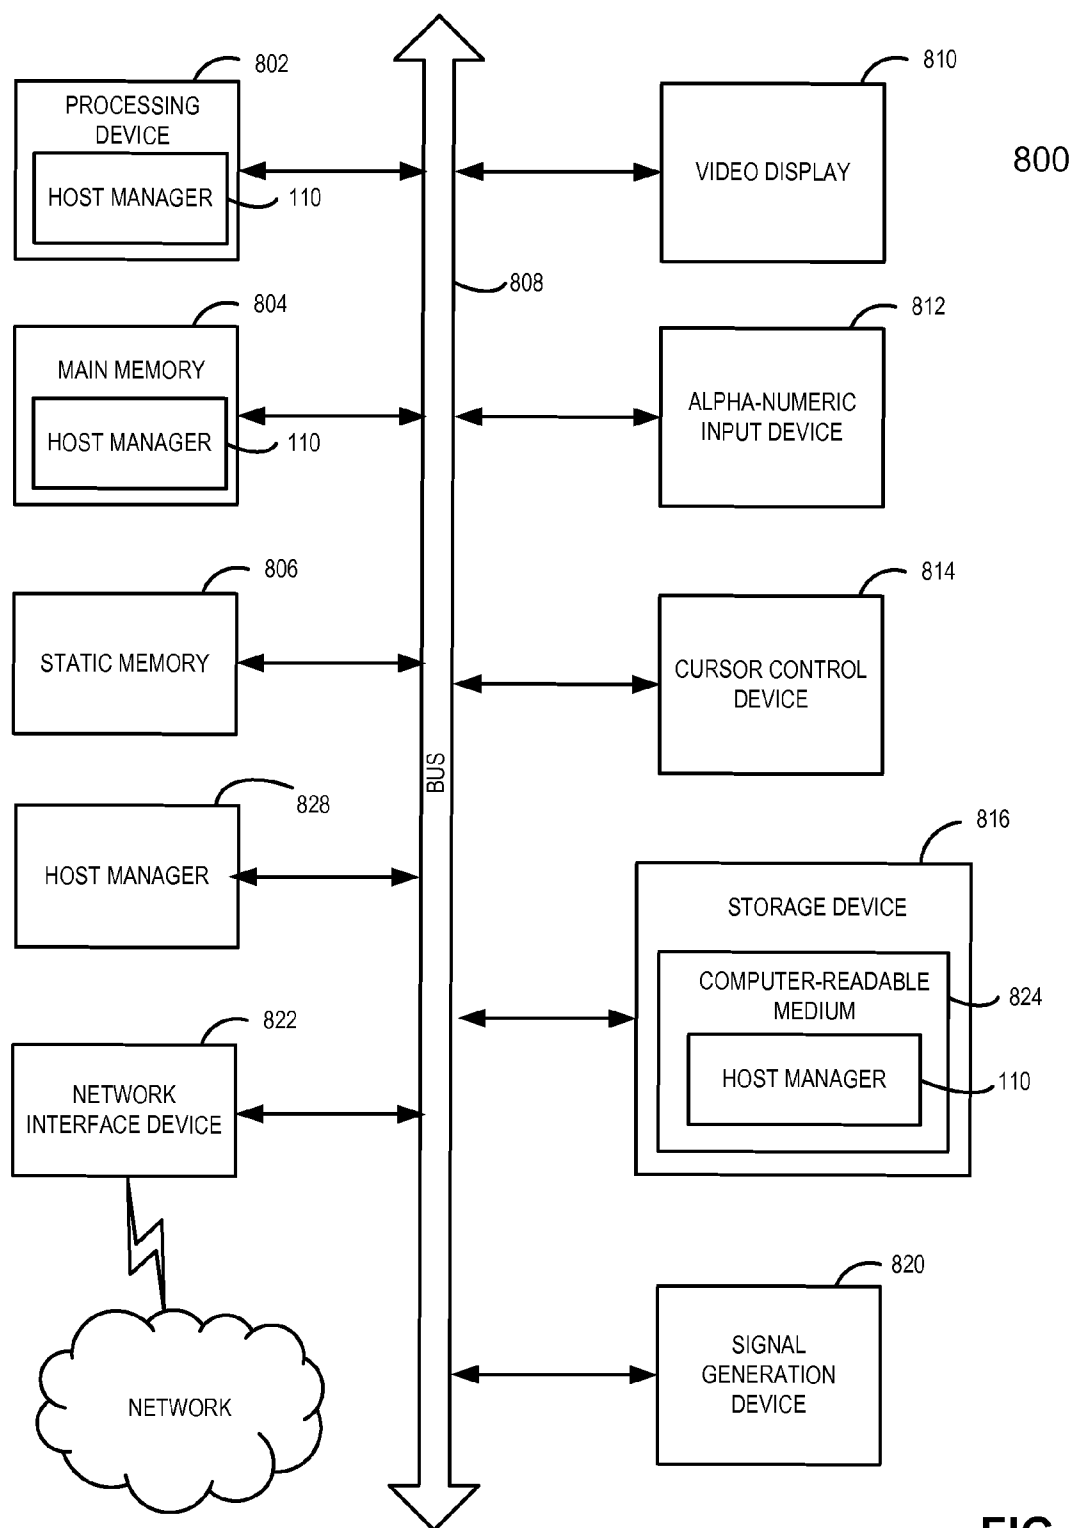 802
PROCESSING
DEVICE
HOST MANAGER
110
804
MAIN MEMORY
HOST MANAGER
110
806
STATIC MEMORY
828
HOST MANAGER
822
NETWORK
INTERFACE DEVICE
NETWORK
BUS
808
810
VIDEO DISPLAY
800
812
ALPHA-NUMERIC
INPUT DEVICE
814
CURSOR CONTROL
DEVICE
816
STORAGE DEVICE
COMPUTER-READABLE
MEDIUM
824
HOST MANAGER
110
820
SIGNAL
GENERATION
DEVICE
FIG